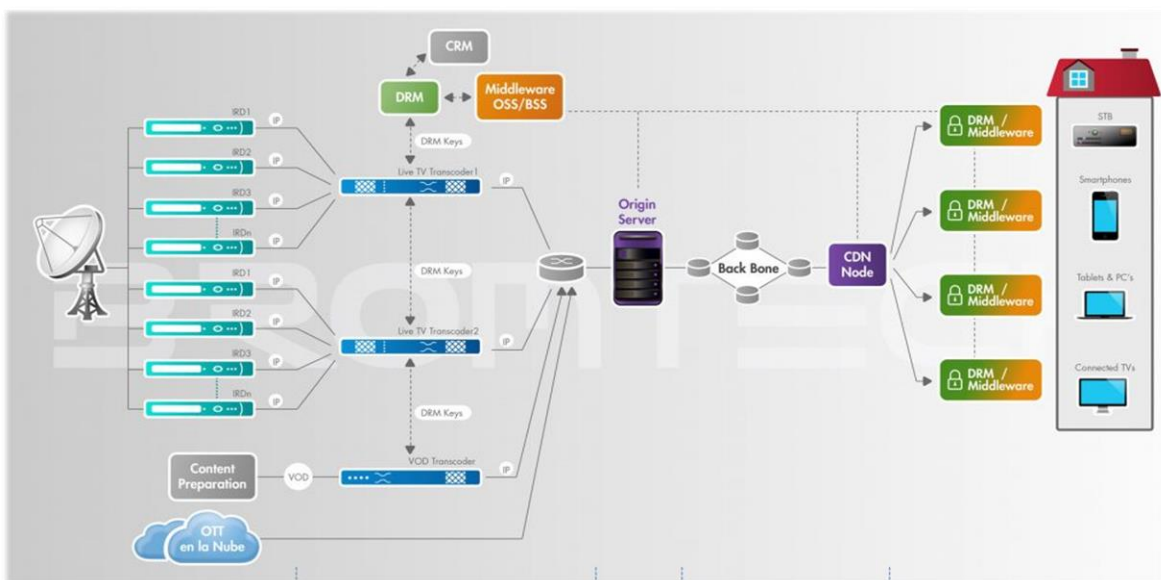 CRM
DRM
Middleware
OSS/BSS
DRM Keys
IRD1
IP
IRD2
IP
IRD3
IP
IRDn
IP
Live TV Transcoder1
IP
IRD1
IP
IRD2
IP
IRD3
IP
IRDn
IP
DRM Keys
Live TV Transcoder2
IP
DRM Keys
Content
Preparation
VOD
VOD Transcoder
IP
OTT
en la Nube
Origin
Server
Back Bone
CDN
Node
DRM /
Middleware
DRM /
Middleware
DRM /
Middleware
DRM /
Middleware
STB
Smartphones
Tablets & PC's
Connected TVs
BROMTECK